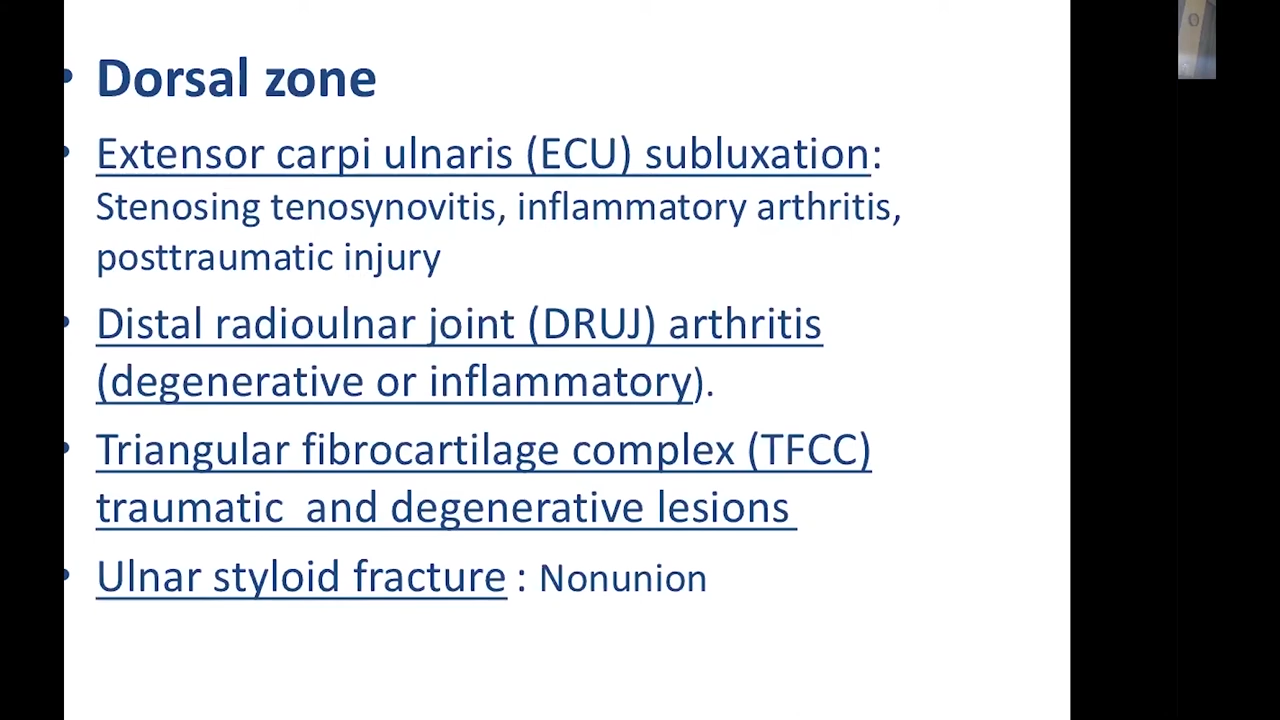 • Dorsal zone
• Extensor carpi ulnaris (ECU) subluxation:
Stenosing tenosynovitis, inflammatory arthritis,
posttraumatic injury
• Distal radioulnar joint (DRUJ) arthritis
(degenerative or inflammatory).
• Triangular fibrocartilage complex (TFCC)
traumatic and degenerative lesions
• Ulnar styloid fracture : Nonunion